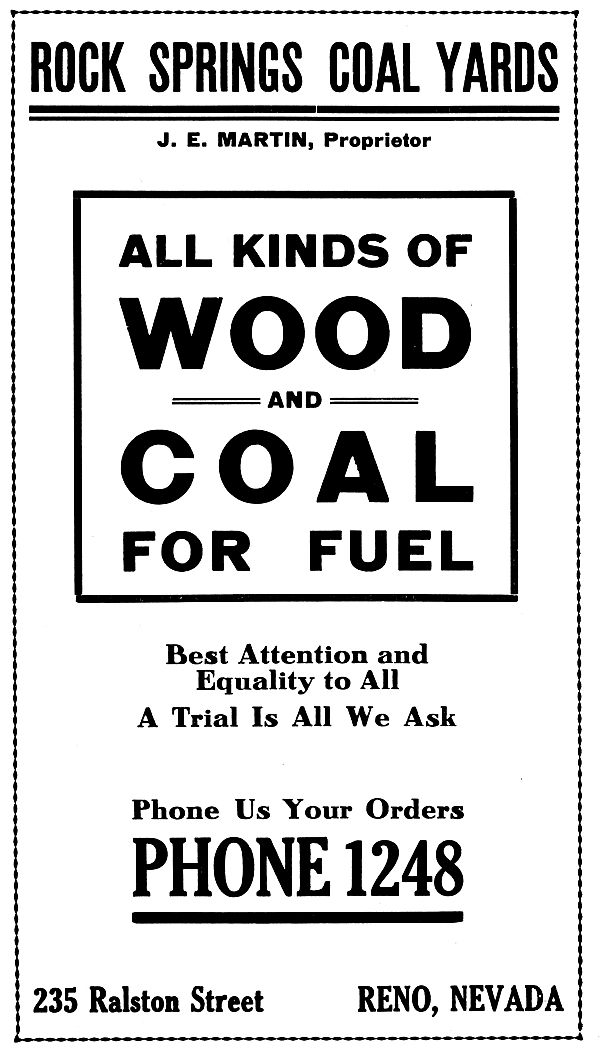 ROCK SPRINGS COAL YARDS
J. E. MARTIN, Proprietor
ALL KINDS OF
WOOD
AND
COAL
FOR FUEL
Best Attention and
Equality to All
A Trial Is All We Ask
Phone Us Your Orders
PHONE 1248
235 Ralston Street RENO, NEVADA